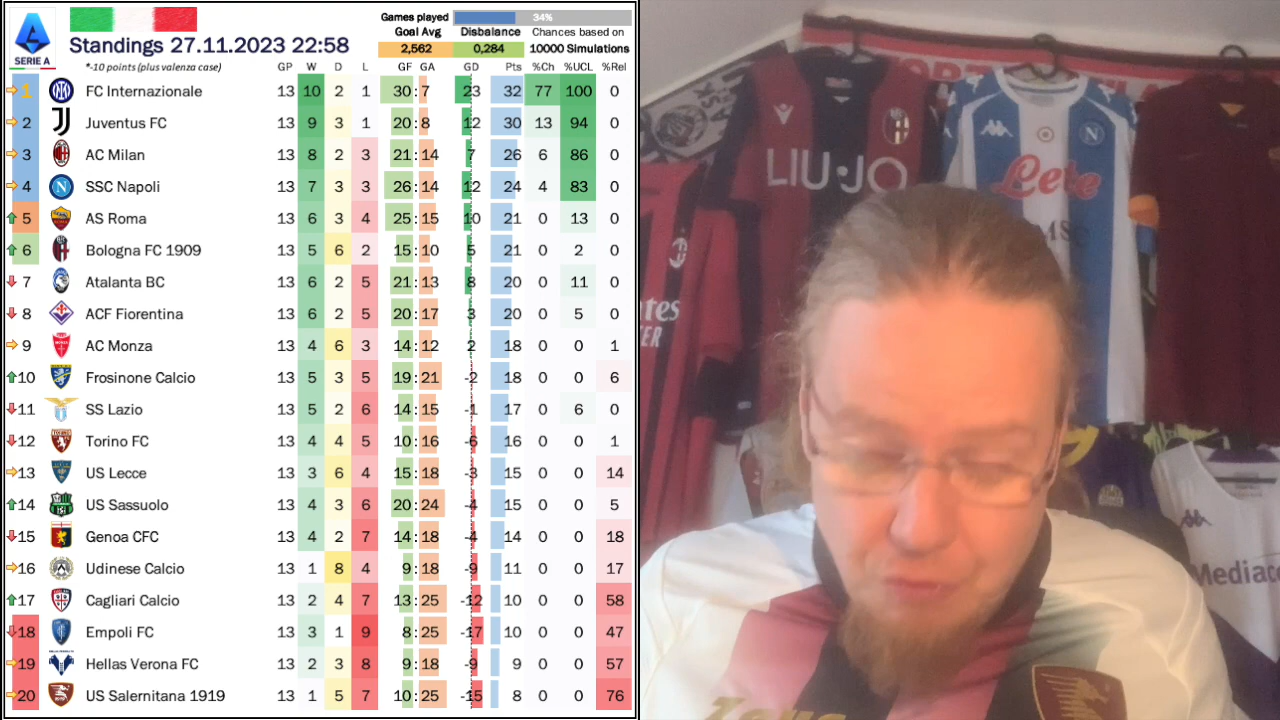 Games played 34%
Goal Avg Disbalance Chances based on
Standings 27.11.2023 22:58 2,562 0,284 10000 Simulations
SERIE A *-10 points (plus valenza case) GP W D L GF GA GD Pts %Ch %UCL %Rel
1 FC Internazionale 13 10 2 1 30:7 23 32 77 100 0
2 Juventus FC 13 9 3 1 20:8 12 30 13 94 0
3 AC Milan 13 8 2 3 21:14 7 26 6 86 0
4 SSC Napoli 13 7 3 3 26:14 12 24 4 83 0
5 AS Roma 13 6 3 4 25:15 10 21 0 13 0
6 Bologna FC 1909 13 5 6 2 15:10 5 21 0 2 0
7 Atalanta BC 13 6 2 5 21:13 8 20 0 11 0
8 ACF Fiorentina 13 6 2 5 20:17 3 20 0 5 0
9 AC Monza 13 4 6 3 14:12 2 18 0 0 1
10 Frosinone Calcio 13 5 3 5 19:21 -2 18 0 0 6
11 SS Lazio 13 5 2 6 14:15 -1 17 0 6 0
12 Torino FC 13 4 4 5 10:16 -6 16 0 0 1
13 US Lecce 13 3 6 4 15:18 -3 15 0 0 14
14 US Sassuolo 13 4 3 6 20:24 -4 15 0 0 5
15 Genoa CFC 13 4 2 7 14:18 -4 14 0 0 18
16 Udinese Calcio 13 1 8 4 9:18 -9 11 0 0 17
17 Cagliari Calcio 13 2 4 7 13:25 -12 10 0 0 58
18 Empoli FC 13 3 1 9 8:25 -17 10 0 0 47
19 Hellas Verona FC 13 2 3 8 9:18 -9 9 0 0 57
20 US Salernitana 1919 13 1 5 7 10:25 -15 8 0 0 76
LIU·JO
Lete
MSC
Mediaco